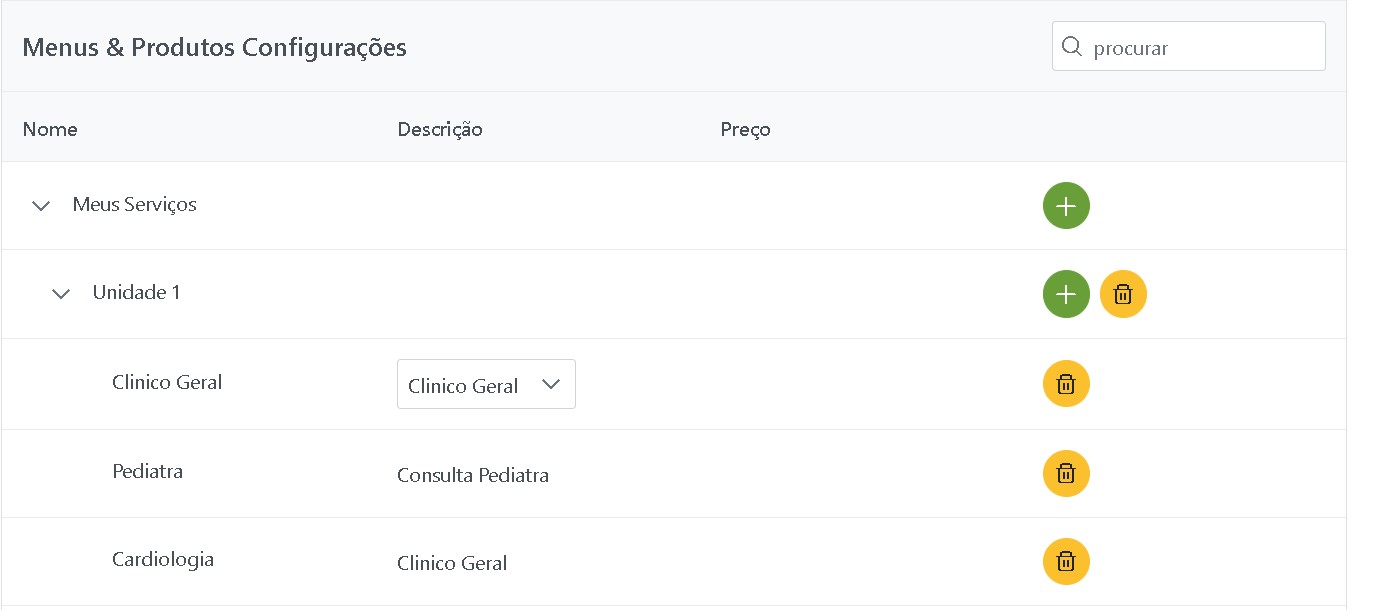 Menus & Produtos Configurações
procurar
Nome Descrição Preço
Meus Serviços
Unidade 1
Clinico Geral Clinico Geral
Pediatra Consulta Pediatra
Cardiologia Clinico Geral